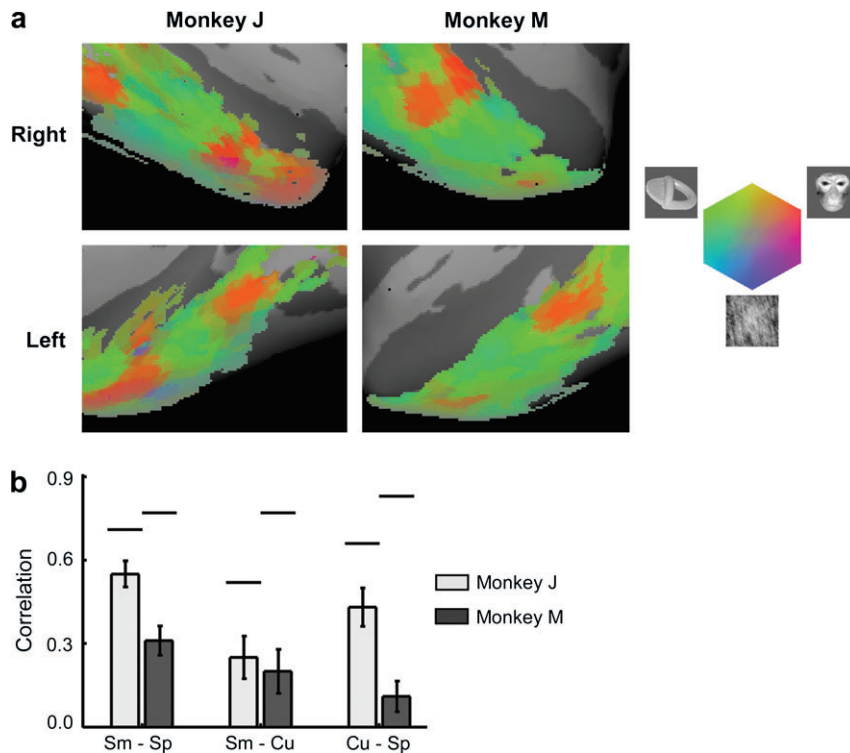 a
Monkey J Monkey M
Right
Left
b
0.9
0.6
0.3
0.0
Correlation
Monkey J
Monkey M
Sm - Sp Sm - Cu Cu - Sp